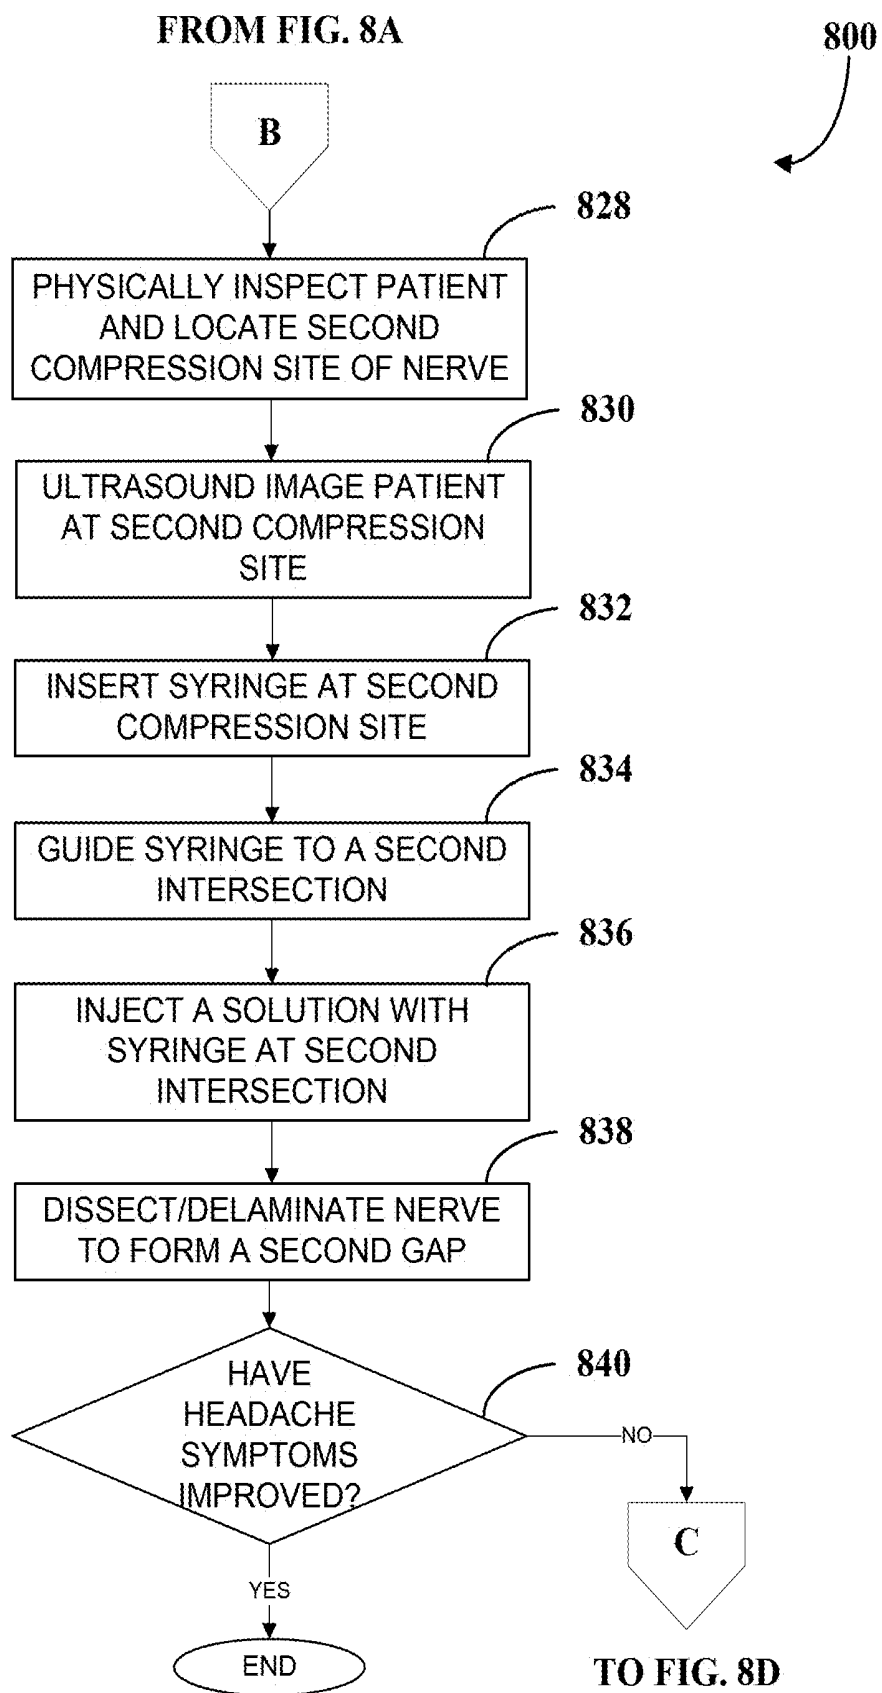 FROM FIG. 8A
800
B
828
PHYSICALLY INSPECT PATIENT
AND LOCATE SECOND
COMPRESSION SITE OF NERVE
830
ULTRASOUND IMAGE PATIENT
AT SECOND COMPRESSION
SITE
832
INSERT SYRINGE AT SECOND
COMPRESSION SITE
834
GUIDE SYRINGE TO A SECOND
INTERSECTION
836
INJECT A SOLUTION WITH
SYRINGE AT SECOND
INTERSECTION
838
DISSECT/DELAMINATE NERVE
TO FORM A SECOND GAP
840
HAVE
HEADACHE
SYMPTOMS
IMPROVED?
NO
C
YES
END
TO FIG. 8D